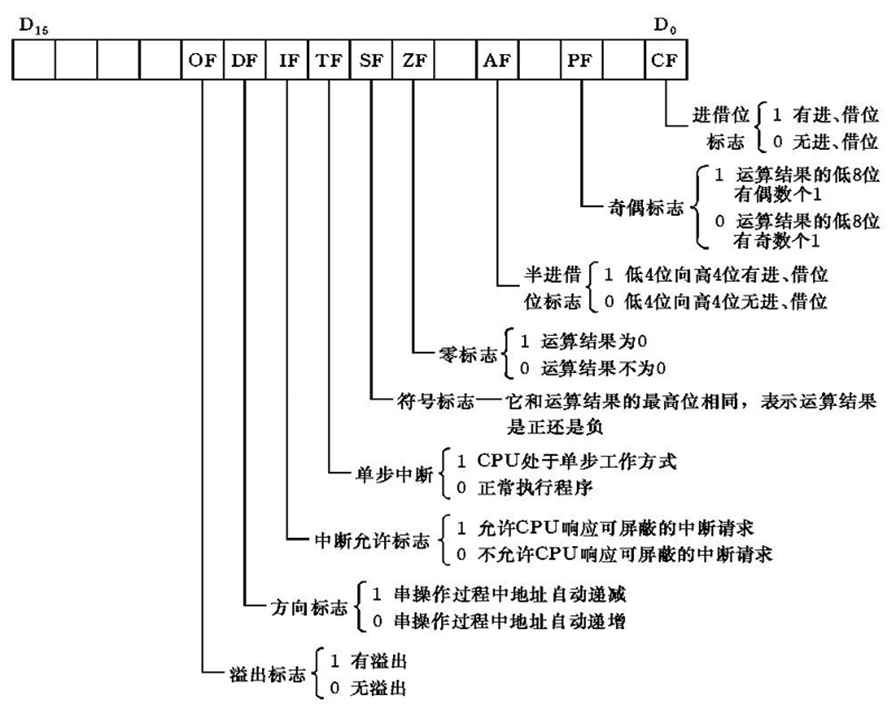 D15 D0
OF DF IF TF SF ZF AF PF CF
进借位 1 有进、借位
标志 0 无进、借位
1 运算结果的低8位
有偶数个1
奇偶标志
0 运算结果的低8位
有奇数个1
半进借 1 低4位向高4位有进、借位
位标志 0 低4位向高4位无进、借位
1 运算结果为0
零标志
0 运算结果不为0
符号标志 它和运算结果的最高位相同，表示运算结果
是正还是负
1 CPU处于单步工作方式
单步中断
0 正常执行程序
1 允许CPU响应可屏蔽的中断请求
中断允许标志
0 不允许CPU响应可屏蔽的中断请求
1 串操作过程中地址自动递减
方向标志
0 串操作过程中地址自动递增
1 有溢出
溢出标志
0 无溢出